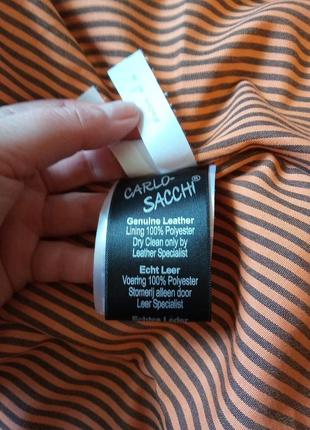 CARLO-
SACCHI®
Genuine Leather
Lining 100% Polyester
Dry Clean only by
Leather Specialist
Echt Leer
Voering 100% Polyester
Stomerij alleen door
Leer Specialist
Echtes Leder